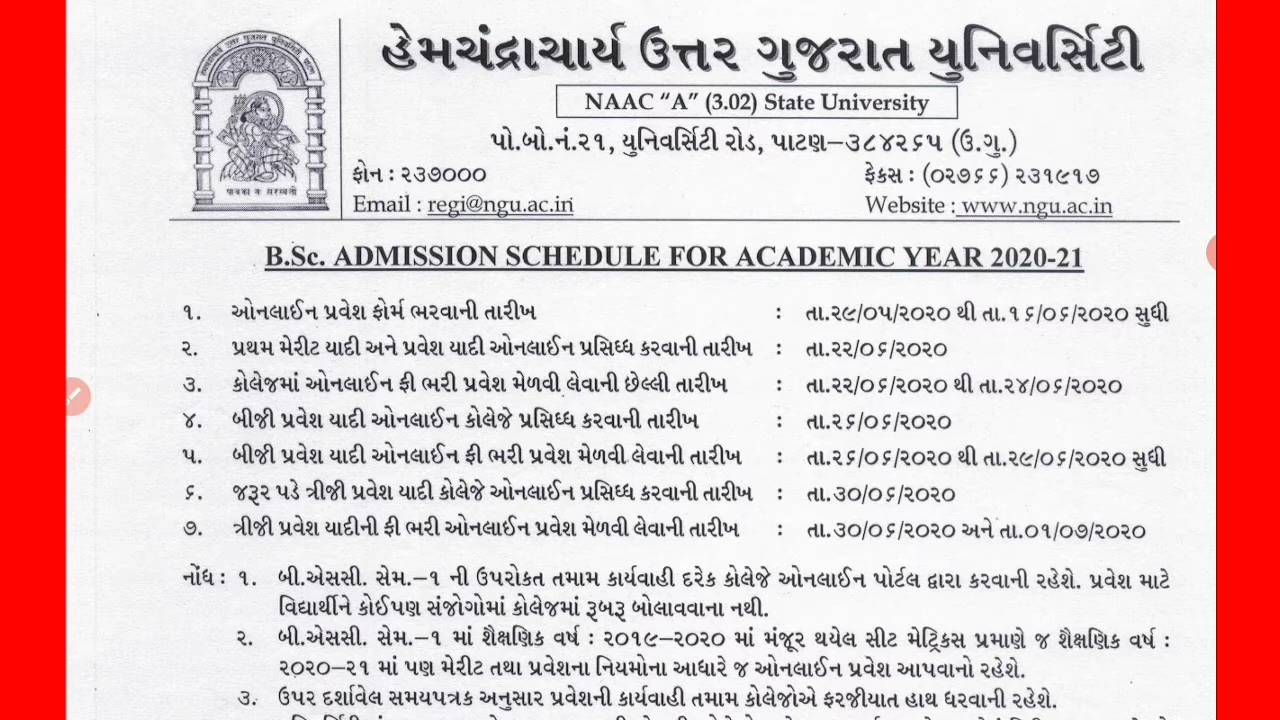 હેમચંદ્રાચાર્ય ઉત્તર ગુજરાત યુનિવર્સિટી
NAAC “A” (3.02) State University
પો.બો.નં.૨૧, યુનિવર્સિટી રોડ, પાટણ–૩૮૪૨૬૫ (ઉ.ગુ.)
ફોન : ૨૩૭૦૦૦ ફેકસ : (૦૨૭૬૬) ૨૩૧૯૧૭
Email : regi@ngu.ac.in Website : www.ngu.ac.in
B.Sc. ADMISSION SCHEDULE FOR ACADEMIC YEAR 2020-21
૧. ઓનલાઈન પ્રવેશ ફોર્મ ભરવાની તારીખ : તા.૨૯/૦૫/૨૦૨૦ થી તા.૧૬/૦૬/૨૦૨૦ સુધી
૨. પ્રથમ મેરીટ યાદી અને પ્રવેશ યાદી ઓનલાઈન પ્રસિધ્ધ કરવાની તારીખ : તા.૨૨/૦૬/૨૦૨૦
૩. કોલેજમાં ઓનલાઈન ફી ભરી પ્રવેશ મેળવી લેવાની છેલ્લી તારીખ : તા.૨૨/૦૬/૨૦૨૦ થી તા.૨૪/૦૬/૨૦૨૦
૪. બીજી પ્રવેશ યાદી ઓનલાઈન કોલેજે પ્રસિધ્ધ કરવાની તારીખ : તા.૨૬/૦૬/૨૦૨૦
૫. બીજી પ્રવેશ યાદી ઓનલાઈન ફી ભરી પ્રવેશ મેળવી લેવાની તારીખ : તા.૨૬/૦૬/૨૦૨૦ થી તા.૨૯/૦૬/૨૦૨૦ સુધી
૬. જરૂર પડે ત્રીજી પ્રવેશ યાદી કોલેજે ઓનલાઈન પ્રસિધ્ધ કરવાની તારીખ : તા.૩૦/૦૬/૨૦૨૦
૭. ત્રીજી પ્રવેશ યાદીની ફી ભરી ઓનલાઈન પ્રવેશ મેળવી લેવાની તારીખ : તા.૩૦/૦૬/૨૦૨૦ અને તા.૦૧/૦૭/૨૦૨૦
નોંધ : ૧. બી.એસસી. સેમ.–૧ ની ઉપરોકત તમામ કાર્યવાહી દરેક કોલેજે ઓનલાઈન પોર્ટલ દ્વારા કરવાની રહેશે. પ્રવેશ માટે
વિદ્યાર્થીને કોઈપણ સંજોગોમાં કોલેજમાં રૂબરૂ બોલાવવાના નથી.
૨. બી.એસસી. સેમ.–૧ માં શૈક્ષણિક વર્ષ : ૨૦૧૯–૨૦૨૦ માં મંજૂર થયેલ સીટ મેટ્રિકસ પ્રમાણે જ શૈક્ષણિક વર્ષ :
૨૦૨૦–૨૧ માં પણ મેરીટ તથા પ્રવેશના નિયમોના આધારે જ ઓનલાઈન પ્રવેશ આપવાનો રહેશે.
૩. ઉપર દર્શાવેલ સમયપત્રક અનુસાર પ્રવેશની કાર્યવાહી તમામ કોલેજોએ ફરજીયાત હાથ ધરવાની રહેશે.